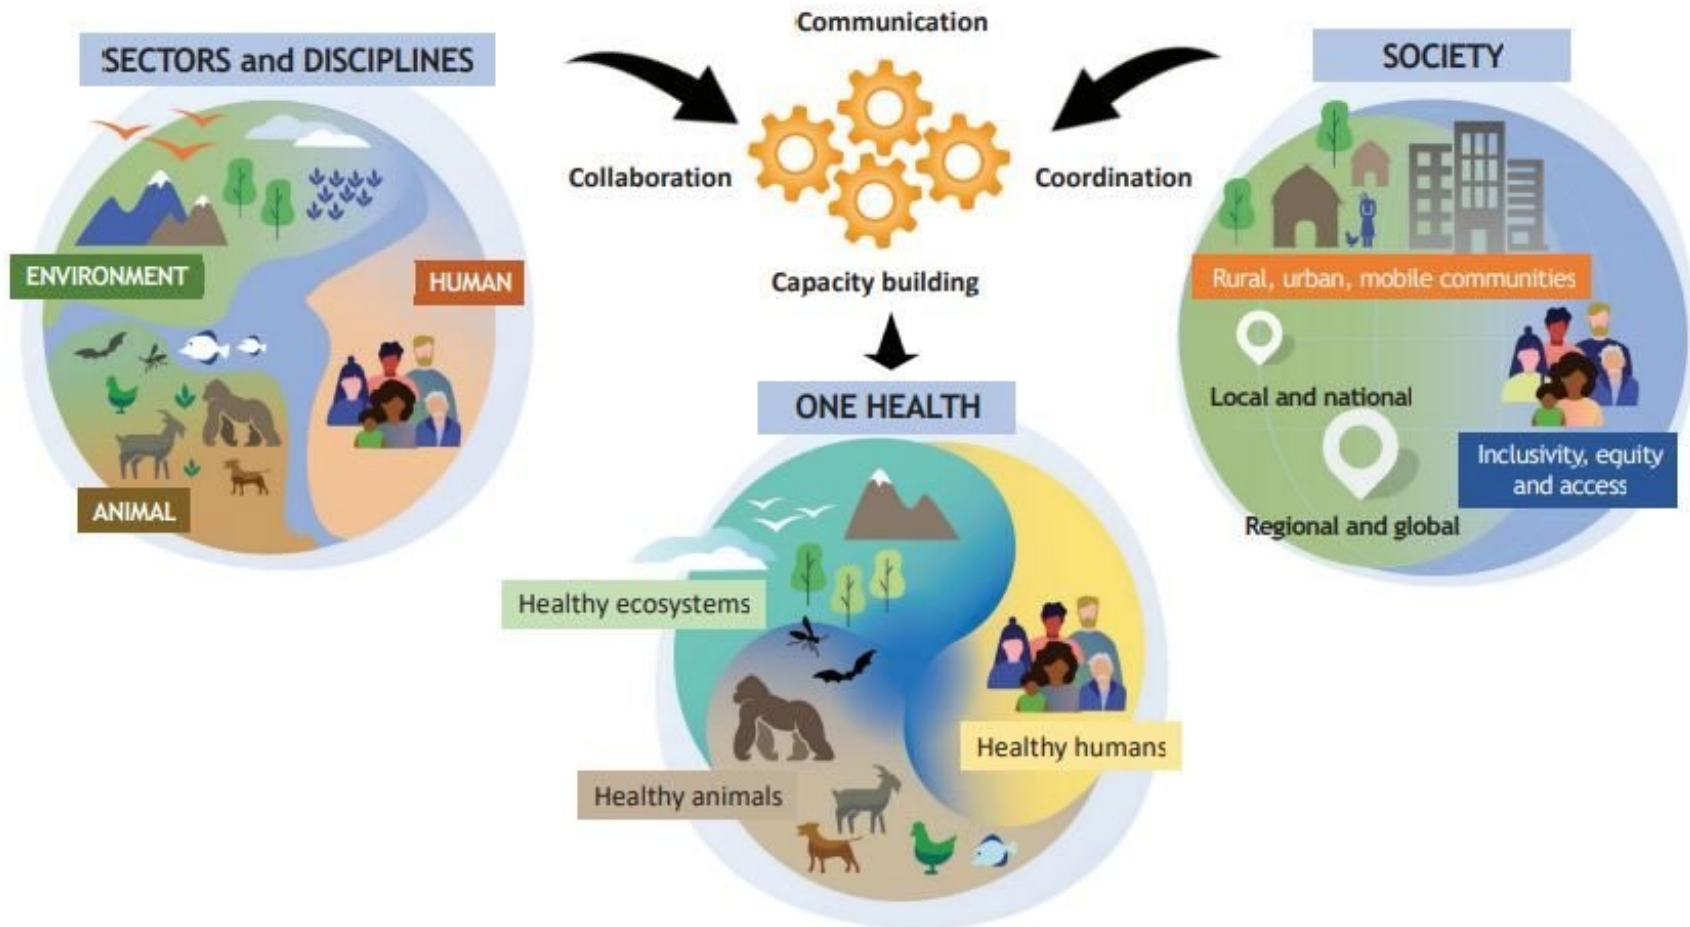 Communication
SECTORS and DISCIPLINES
SOCIETY
Collaboration
Coordination
Capacity building
ENVIRONMENT
HUMAN
ANIMAL
Rural, urban, mobile communities
Local and national
Inclusivity, equity
and access
Regional and global
ONE HEALTH
Healthy ecosystems
Healthy humans
Healthy animals